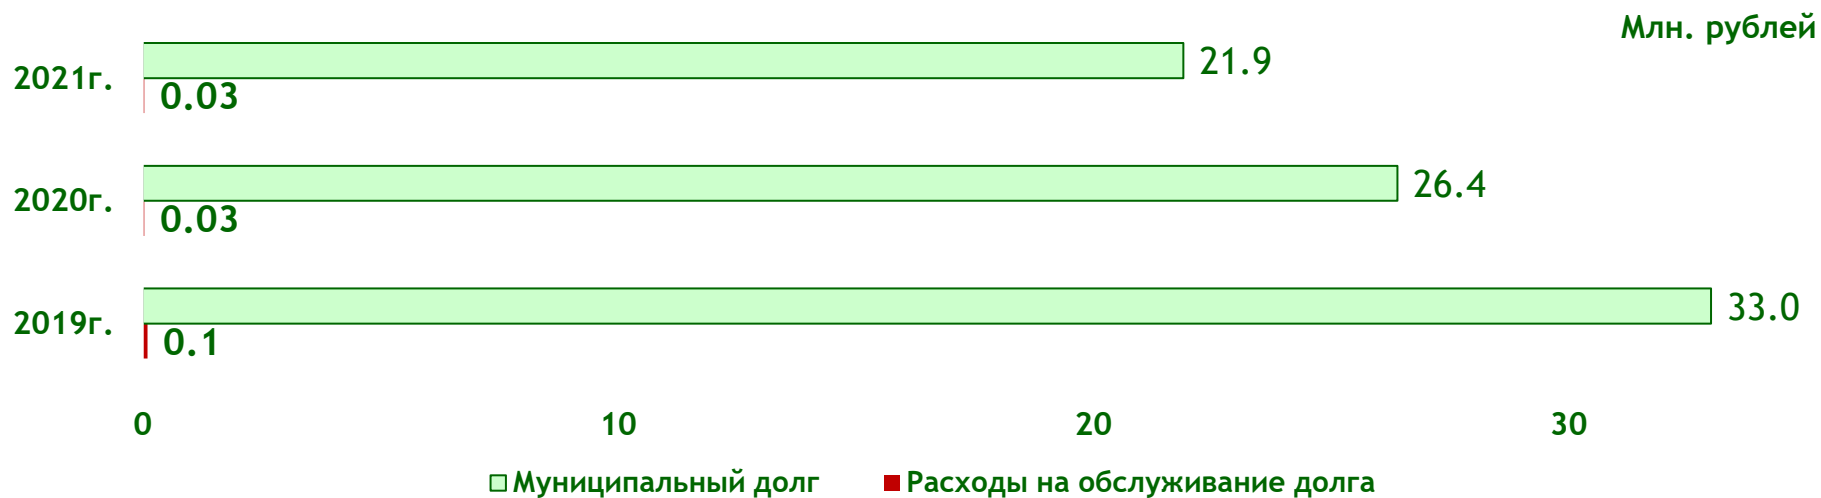 Млн. рублей
2021г.
21.9
0.03
2020г.
26.4
0.03
2019г.
33.0
0.1
0 10 20 30
Муниципальный долг Расходы на обслуживание долга